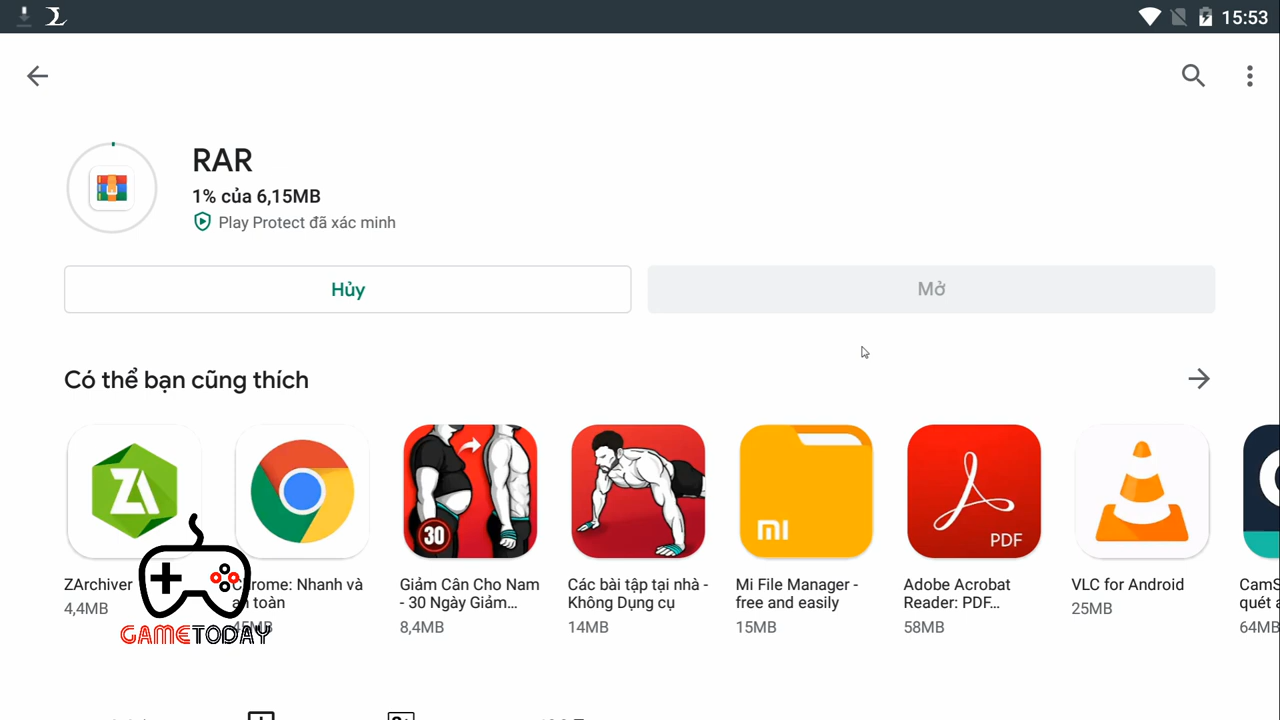 15:53
RAR
1% của 6,15MB
Play Protect đã xác minh
Hủy
Mở
Có thể bạn cũng thích
30
mi
PDF
ZArchiver
4,4MB
Chrome: Nhanh và
an toàn
45MB
Giảm Cân Cho Nam
- 30 Ngày Giảm...
8,4MB
Các bài tập tại nhà -
Không Dụng cụ
14MB
Mi File Manager -
free and easily
15MB
Adobe Acrobat
Reader: PDF...
58MB
VLC for Android
25MB
CamS
quét
64MB
GAMETODAY